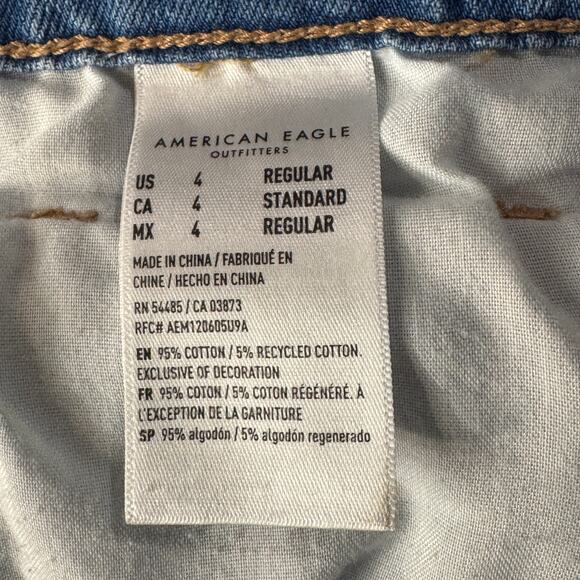 AMERICAN EAGLE
OUTFITTERS
US 4 REGULAR
CA 4 STANDARD
MX 4 REGULAR
MADE IN CHINA / FABRIQUÉ EN
CHINE / HECHO EN CHINA
RN 54485 / CA 03873
RFC# AEM120605U9A
EN 95% COTTON / 5% RECYCLED COTTON.
EXCLUSIVE OF DECORATION
FR 95% COTON / 5% COTON RÉGÉNÉRÉ. À
L'EXCEPTION DE LA GARNITURE
SP 95% algodón / 5% algodon regenerado